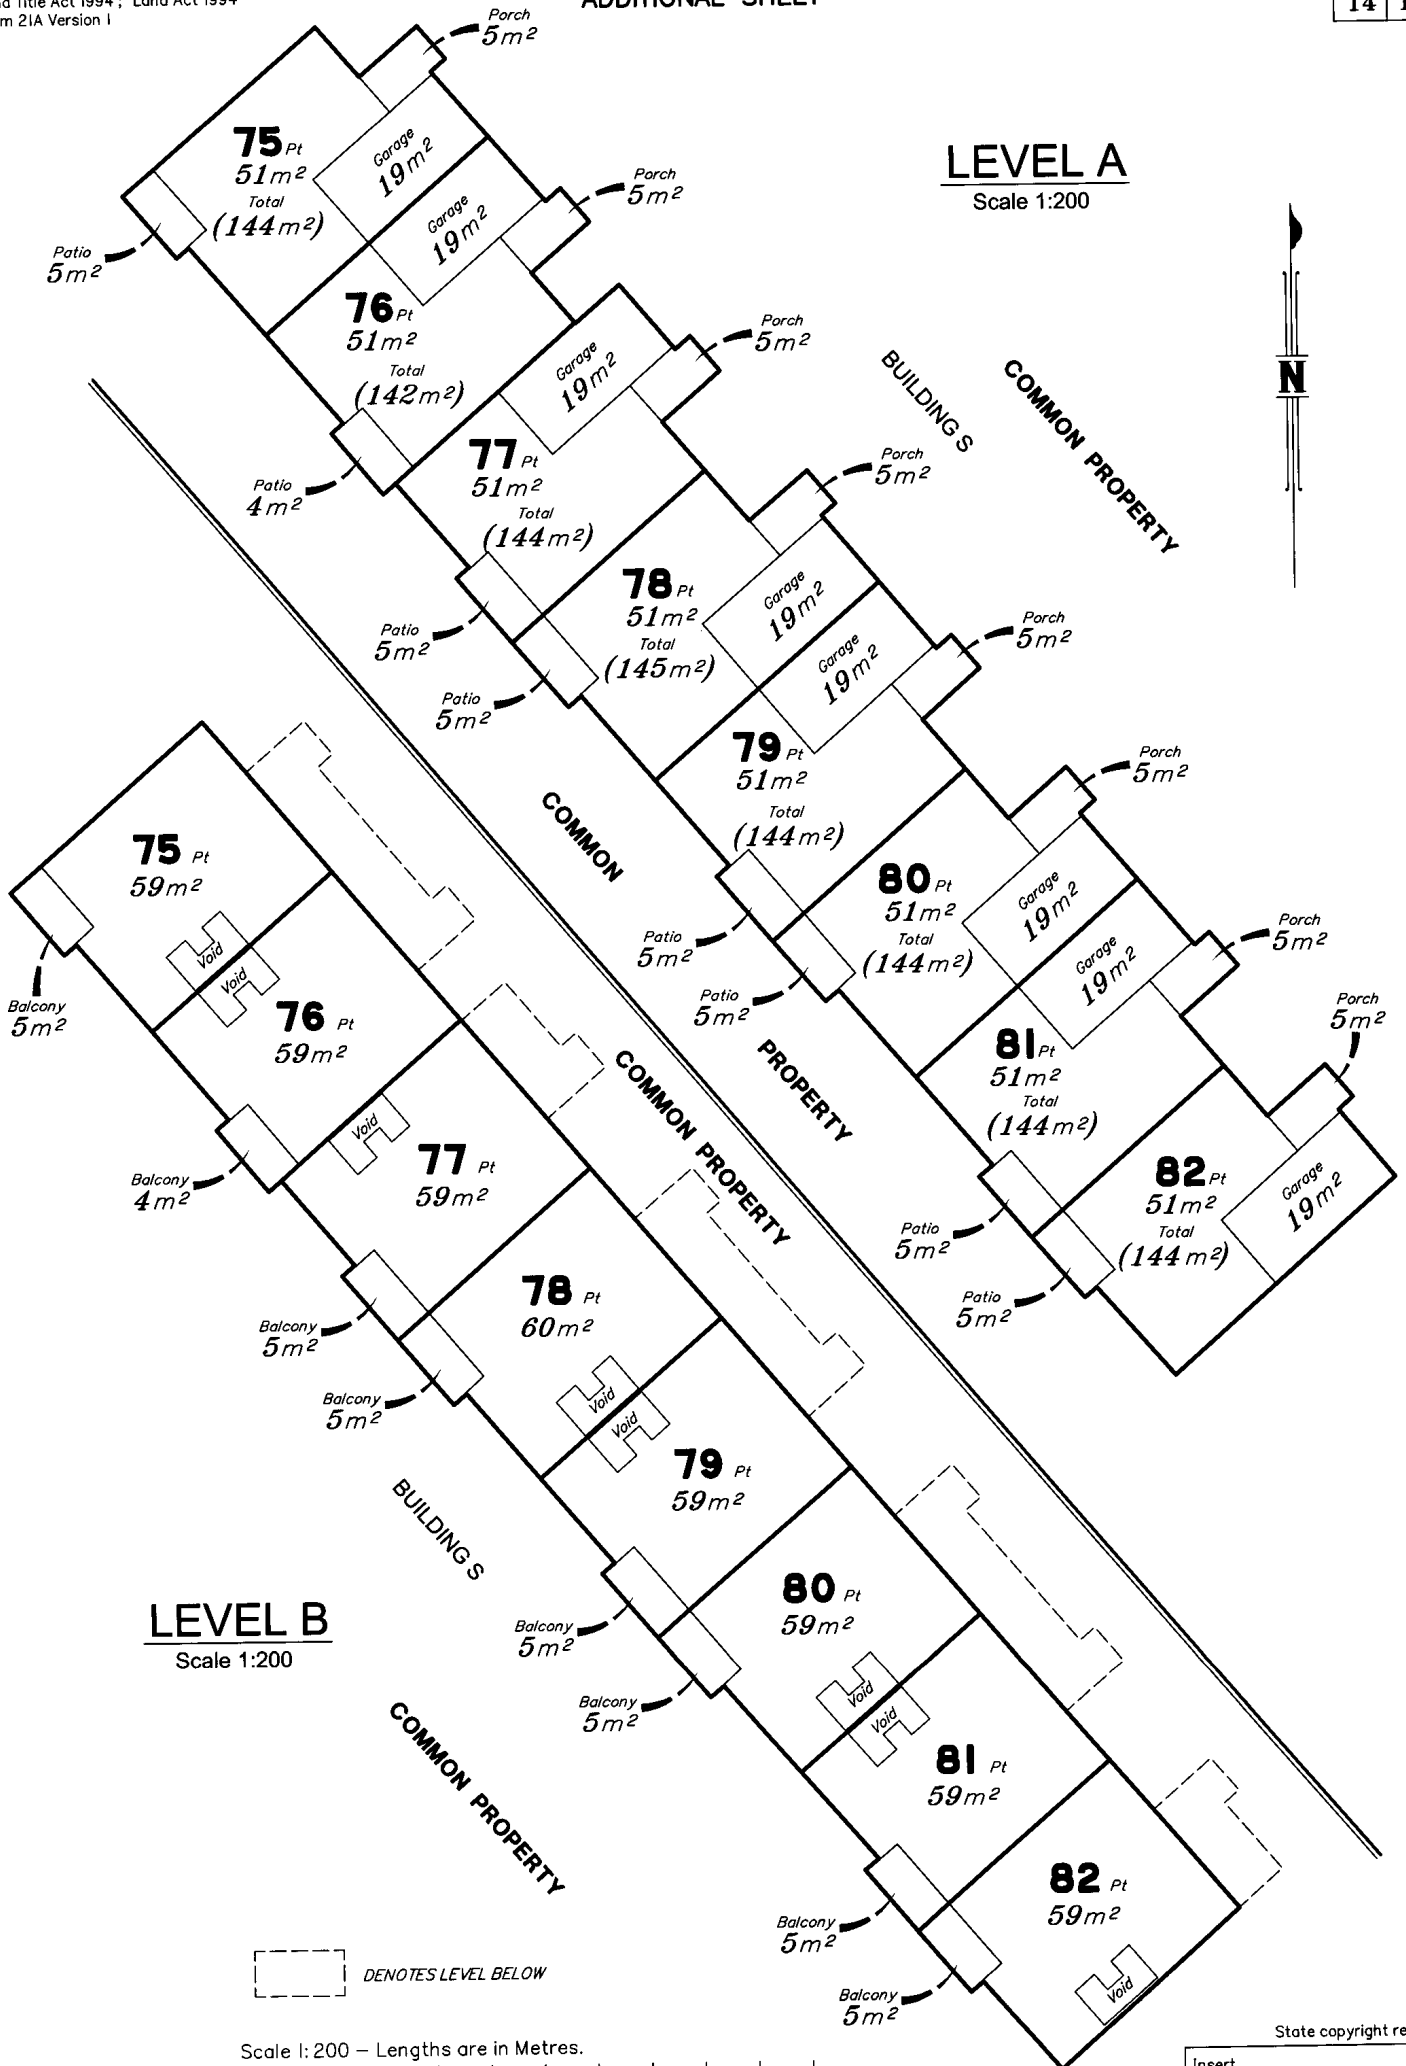 Title Act 1994 ; Land Act 1994
21A Version 1
ADDITIONAL SHEET
14
LEVEL A
Scale 1:200
N
Porch
5m²
75 Pt
51m²
Total
(144m²)
Garage
19m²
Patio
5m²
Porch
5m²
Garage
19m²
76 Pt
51m²
Total
(142m²)
Patio
4m²
Porch
5m²
Garage
19m²
77 Pt
51m²
Total
(144m²)
Patio
5m²
BUILDING S
COMMON PROPERTY
Porch
5m²
Garage
19m²
78 Pt
51m²
Total
(145m²)
Patio
5m²
Porch
5m²
Garage
19m²
79 Pt
51m²
Total
(144m²)
Patio
5m²
Porch
5m²
Garage
19m²
80 Pt
51m²
Total
(144m²)
Patio
5m²
Porch
5m²
Garage
19m²
81 Pt
51m²
Total
(144m²)
Patio
5m²
Porch
5m²
Garage
19m²
82 Pt
51m²
Total
(144m²)
Patio
5m²
COMMON
PROPERTY
COMMON PROPERTY
75 Pt
59m²
Void
Balcony
5m²
Void
76 Pt
59m²
Balcony
4m²
Void
77 Pt
59m²
Balcony
5m²
78 Pt
60m²
Void
Balcony
5m²
Void
79 Pt
59m²
Balcony
5m²
80 Pt
59m²
Void
Balcony
5m²
Void
81 Pt
59m²
Balcony
5m²
82 Pt
59m²
Void
Balcony
5m²
BUILDING S
LEVEL B
Scale 1:200
COMMON PROPERTY
DENOTES LEVEL BELOW
Scale 1:200 – Lengths are in Metres.
State copyright re
Insert